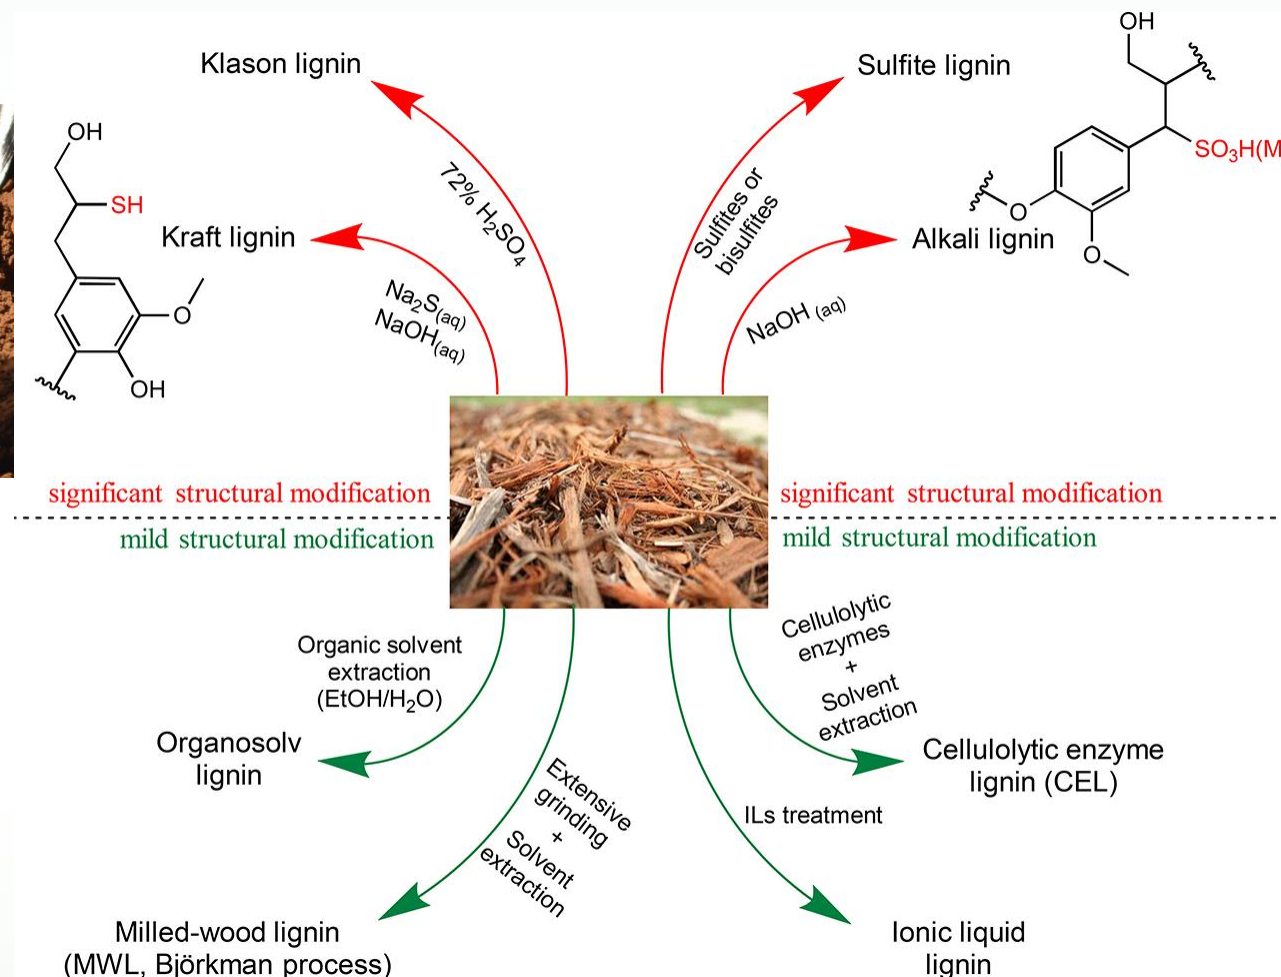 Klason lignin
Sulfite lignin
OH
SO3H(M
O
O
OH
SH
Kraft lignin
O
OH
72% H2SO4
Na2S(aq)
NaOH(aq)
Sulfites or
bisulfites
NaOH (aq)
Alkali lignin
significant structural modification
significant structural modification
mild structural modification
mild structural modification
Organic solvent
extraction
(EtOH/H2O)
Organosolv
lignin
Extensive
grinding
+
Solvent
extraction
Milled-wood lignin
(MWL, Björkman process)
Cellulolytic
enzymes
+
Solvent
extraction
Cellulolytic enzyme
lignin (CEL)
ILs treatment
Ionic liquid
lignin